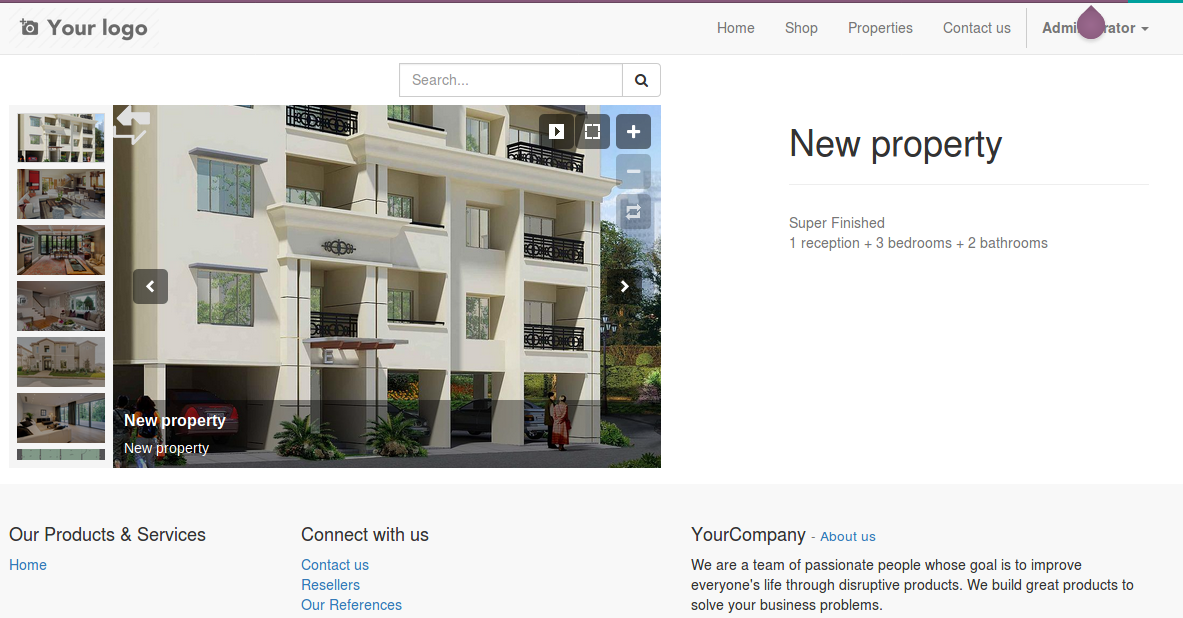 Your logo
Home
Shop
Properties
Contact us
Search...
New property
Super Finished
1 reception + 3 bedrooms + 2 bathrooms
New property
New property
Our Products & Services
Home
Connect with us
Contact us
Resellers
Our References
YourCompany - About us
We are a team of passionate people whose goal is to improve
everyone's life through disruptive products. We build great products to
solve your business problems.